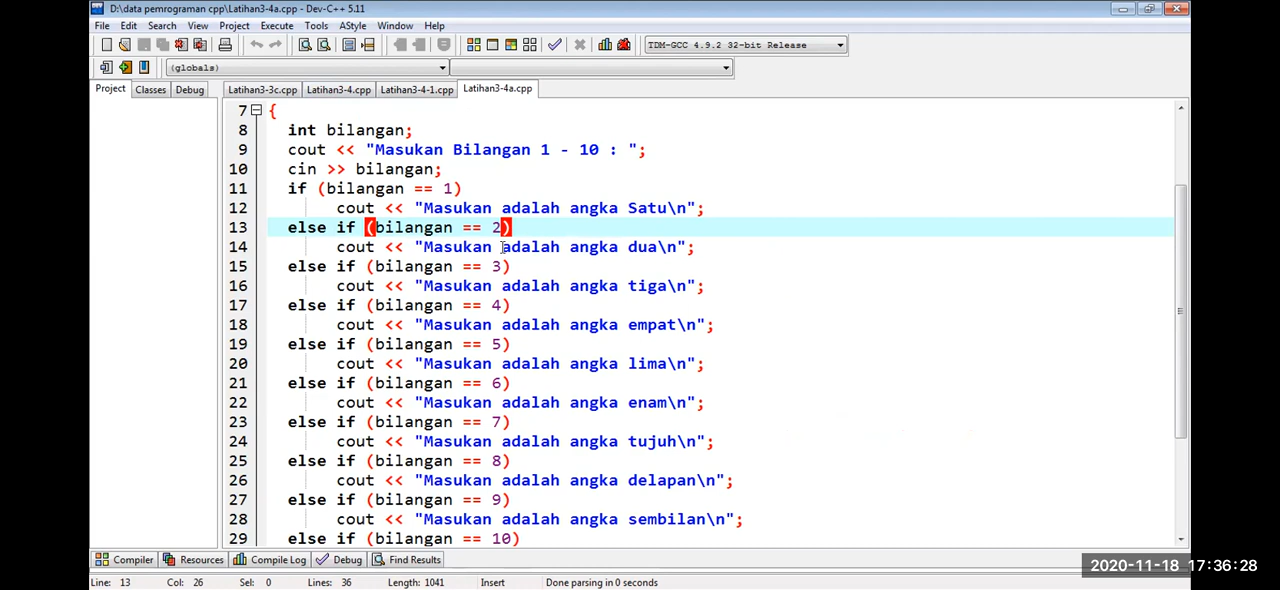 D:\data pemrograman cpp\Latihan3-4a.cpp - Dev-C++ 5.11
File Edit Search View Project Execute Tools AStyle Window Help
TDM-GCC 4.9.2 32-bit Release
(globals)
Project Classes Debug Latihan3-3c.cpp Latihan3-4.cpp Latihan3-4-1.cpp Latihan3-4a.cpp
7 {
8 int bilangan;
9 cout << "Masukan Bilangan 1 - 10 : ";
10 cin >> bilangan;
11 if (bilangan == 1)
12 cout << "Masukan adalah angka Satu\n";
13 else if (bilangan == 2)
14 cout << "Masukan adalah angka dua\n";
15 else if (bilangan == 3)
16 cout << "Masukan adalah angka tiga\n";
17 else if (bilangan == 4)
18 cout << "Masukan adalah angka empat\n";
19 else if (bilangan == 5)
20 cout << "Masukan adalah angka lima\n";
21 else if (bilangan == 6)
22 cout << "Masukan adalah angka enam\n";
23 else if (bilangan == 7)
24 cout << "Masukan adalah angka tujuh\n";
25 else if (bilangan == 8)
26 cout << "Masukan adalah angka delapan\n";
27 else if (bilangan == 9)
28 cout << "Masukan adalah angka sembilan\n";
29 else if (bilangan == 10)
Compiler Resources Compile Log Debug Find Results
2020-11-18 17:36:28
Line: 13 Col: 26 Sel: 0 Lines: 36 Length: 1041 Insert Done parsing in 0 seconds